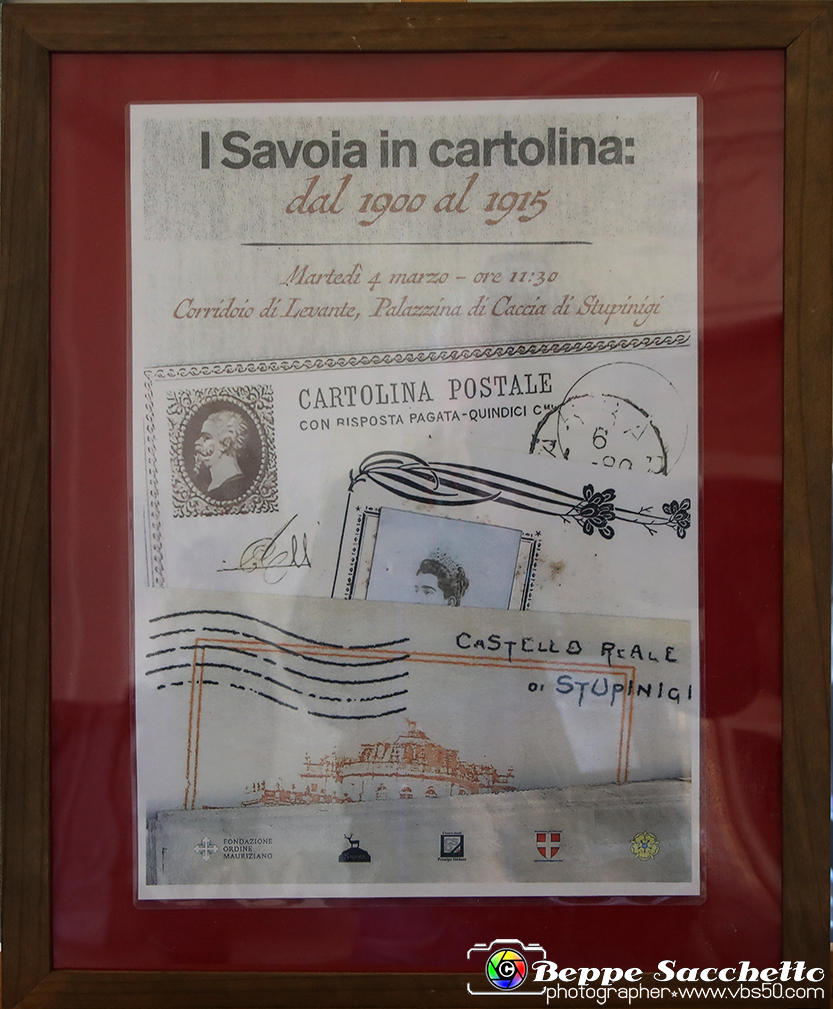 I Savoia in cartolina:
dal 1900 al 1915
Martedì 4 marzo - ore 11:30
Corridoio di Levante, Palazzina di Caccia di Stupinigi
CARTOLINA POSTALE
CON RISPOSTA PAGATA-QUINDICI
6
CASTELLO REALE
DI STUPINIGI
FONDAZIONE
ORDINE
MAURIZIANO
Beppe Sacchetto
photographer★www.vbs50.com